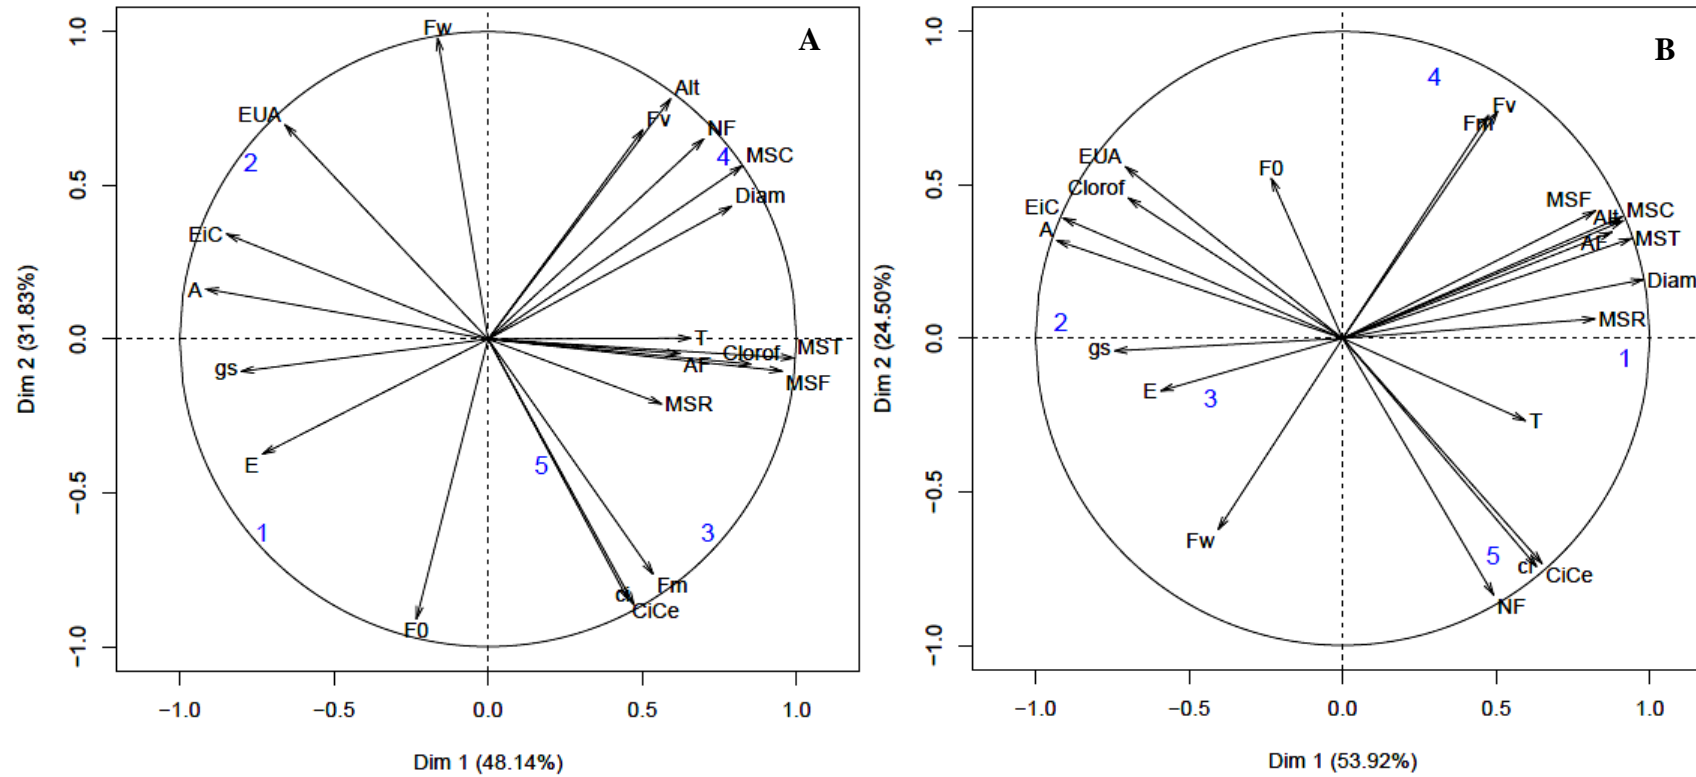 A
1.0
Fw
Alt
EUA
Fv
NF
2
4
MSC
0.5
Diam
EiC
A
Dim 2 (31.83%)
0.0
T
MST
Clorof
gs
AF
MSF
MSR
E
5
−0.5
1
3
Fm
ci
CiCe
F0
−1.0
−1.0
−0.5
0.0
0.5
1.0
Dim 1 (48.14%)
B
1.0
4
Fv
Fm
EUA
F0
0.5
Clorof
EiC
MSF
MSC
Alt
A
AF
MST
Diam
2
MSR
Dim 2 (24.50%)
0.0
gs
1
E
3
T
−0.5
Fw
5
ci
CiCe
NF
−1.0
−1.0
−0.5
0.0
0.5
1.0
Dim 1 (53.92%)